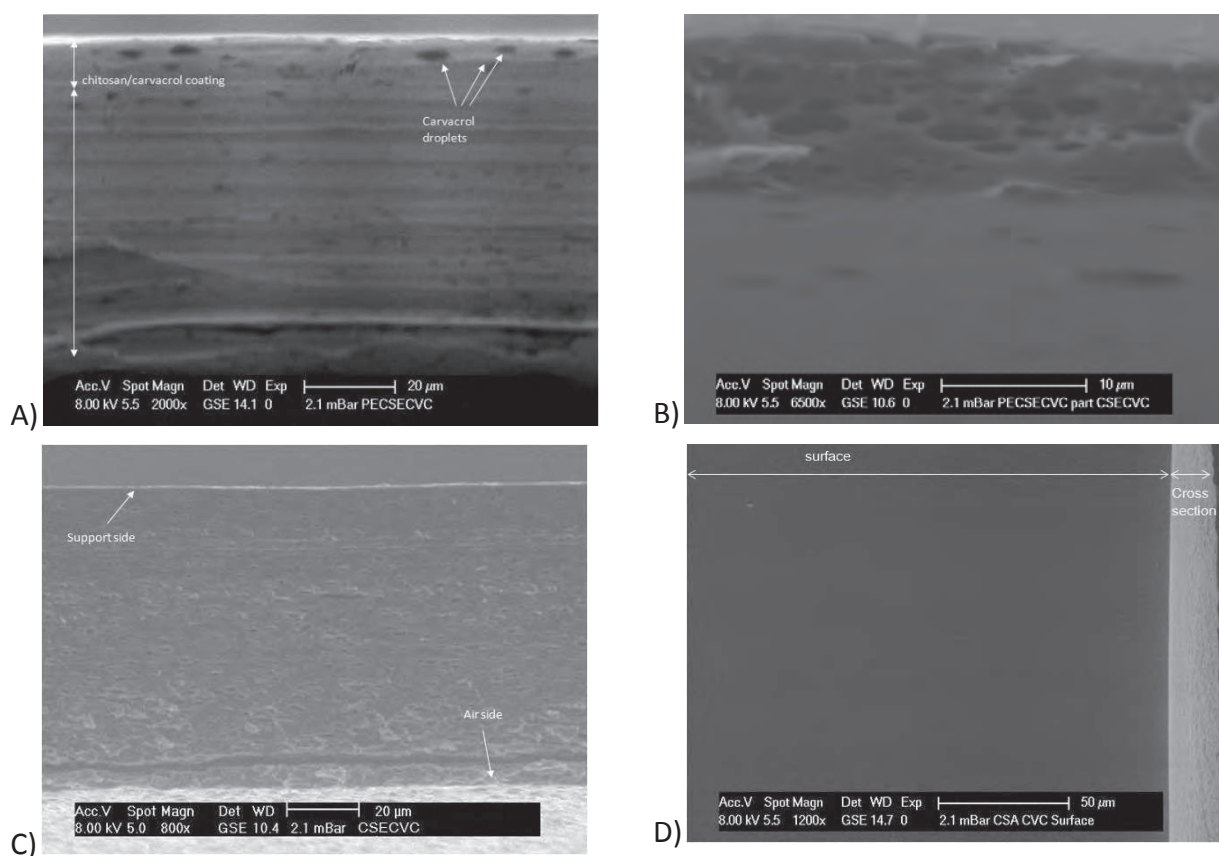 chitosan/carvacrol coating
Carvacrol
droplets
Acc.V Spot Magn Det WD Exp 20 µm
8.00 kV 5.5 2000x GSE 14.1 0 2.1 mBar PECSECVC
A)
Acc.V Spot Magn Det WD Exp 10 µm
8.00 kV 5.5 6500x GSE 10.6 0 2.1 mBar PECSECVC part CSECVC
B)
Support side
Air side
Acc.V Spot Magn Det WD 20 µm
8.00 kV 5.0 800x GSE 10.4 2.1 mBar CSECVC
C)
surface
Cross
section
Acc.V Spot Magn Det WD Exp 50 µm
8.00 kV 5.5 1200x GSE 14.7 0 2.1 mBar CSA CVC Surface
D)